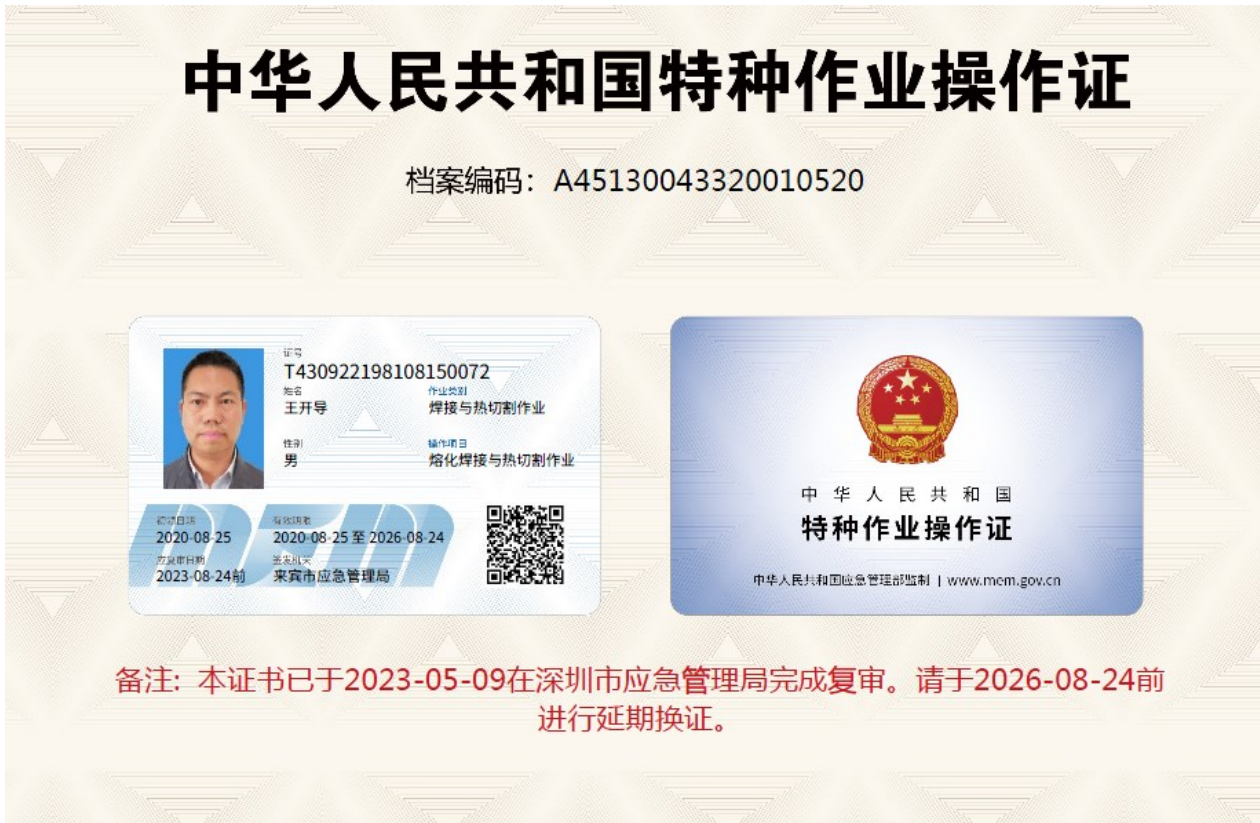 中华人民共和国特种作业操作证
档案编码：A45130043320010520
证号
T430922198108150072
姓名
王开导
作业类别
焊接与热切割作业
性别
男
操作项目
熔化焊接与热切割作业
初领日期
2020-08-25
有效期限
2020-08-25 至 2026-08-24
应复审日期
2023-08-24前
签发机关
来宾市应急管理局
MEM
中华人民共和国
特种作业操作证
中华人民共和国应急管理部监制 | www.mem.gov.cn
备注: 本证书已于2023-05-09在深圳市应急管理局完成复审。请于2026-08-24前
进行延期换证。